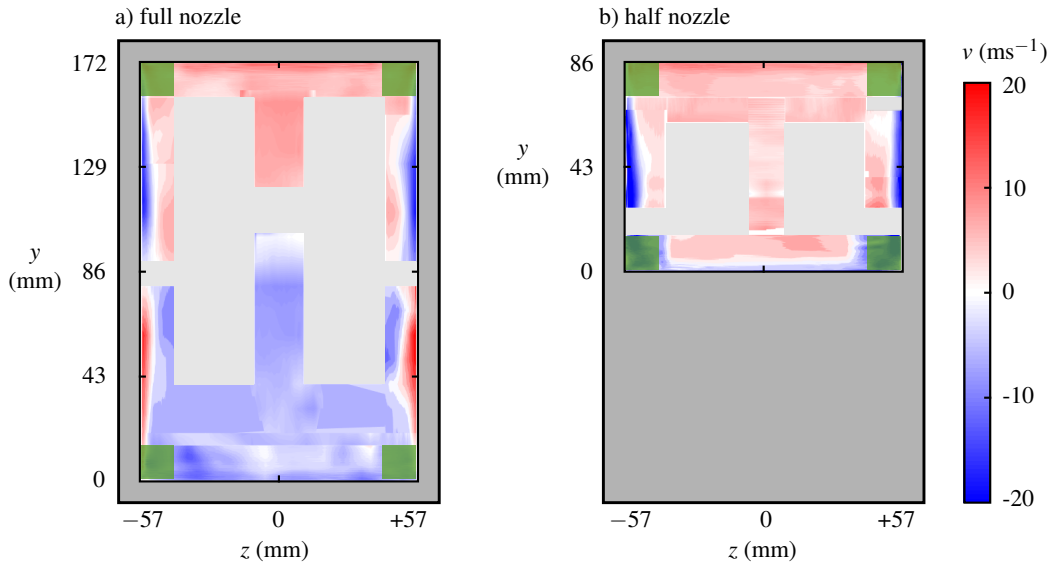 a) full nozzle
b) half nozzle
v (ms⁻¹)
172
129
86
43
0
y
(mm)
−57
0
+57
z (mm)
86
43
0
y
(mm)
−57
0
+57
z (mm)
20
10
0
-10
-20